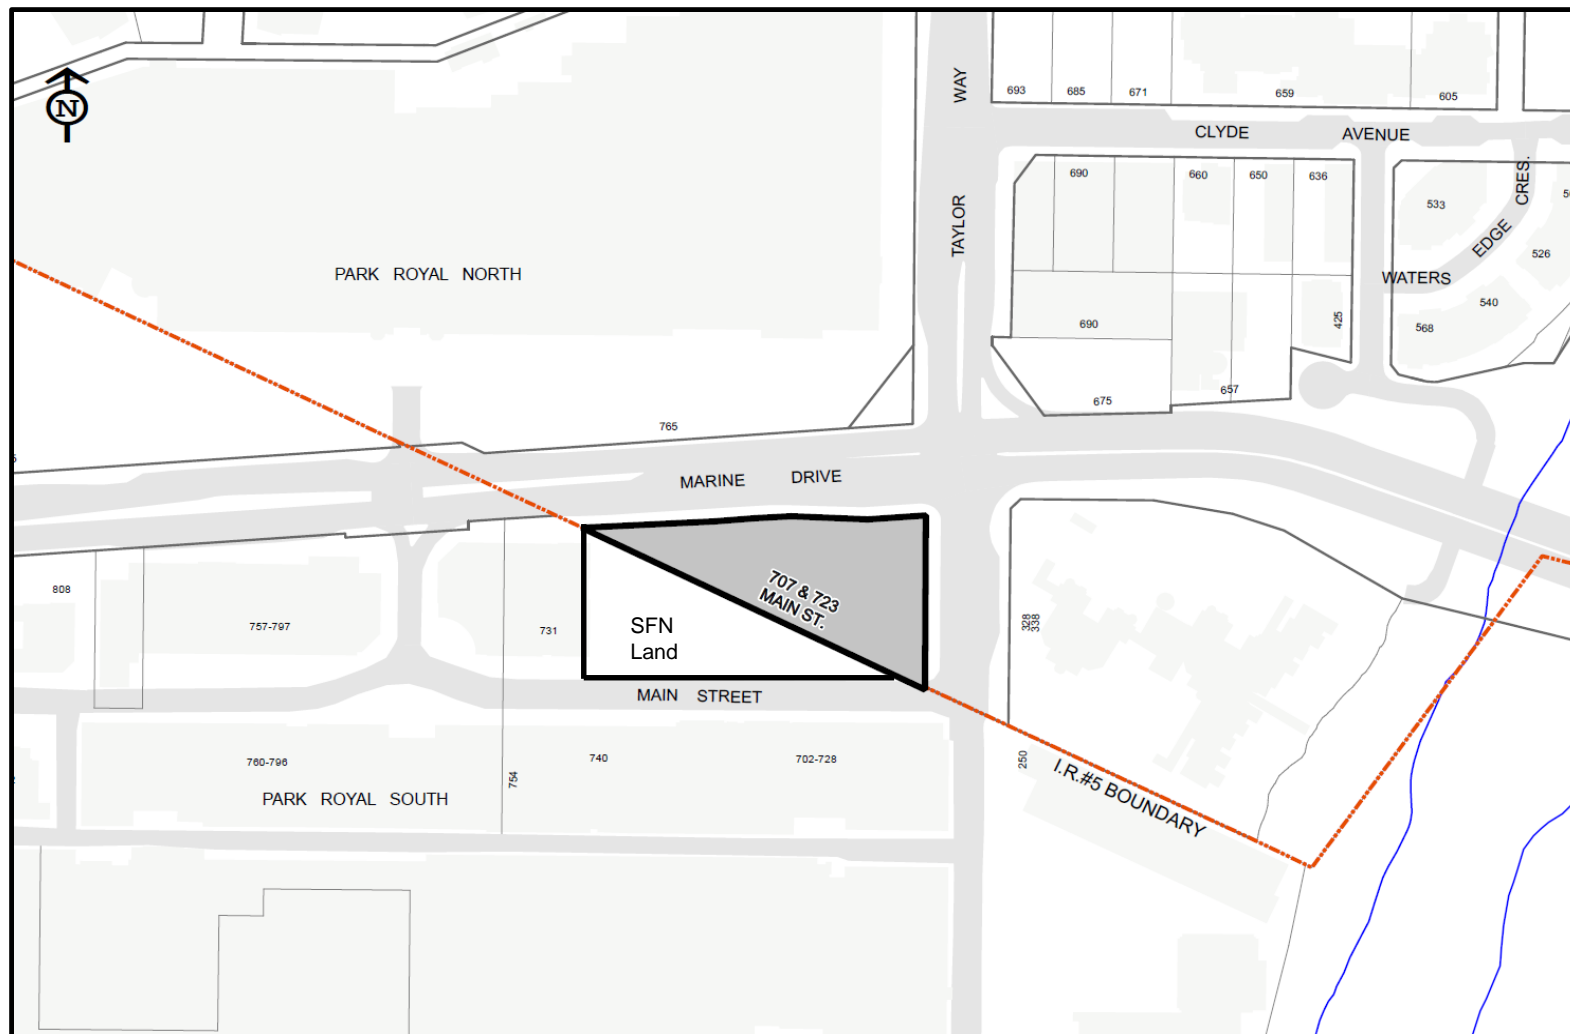 N
WAY
TAYLOR
693
685
671
659
605
CLYDE AVENUE
690
660
650
636
533
CRES.
EDGE
WATERS
526
540
568
425
690
657
675
PARK ROYAL NORTH
765
MARINE DRIVE
707 & 723
MAIN ST.
SFN
Land
808
757-797
731
MAIN STREET
328
338
250
I.R.#5 BOUNDARY
760-796
754
740
702-728
PARK ROYAL SOUTH